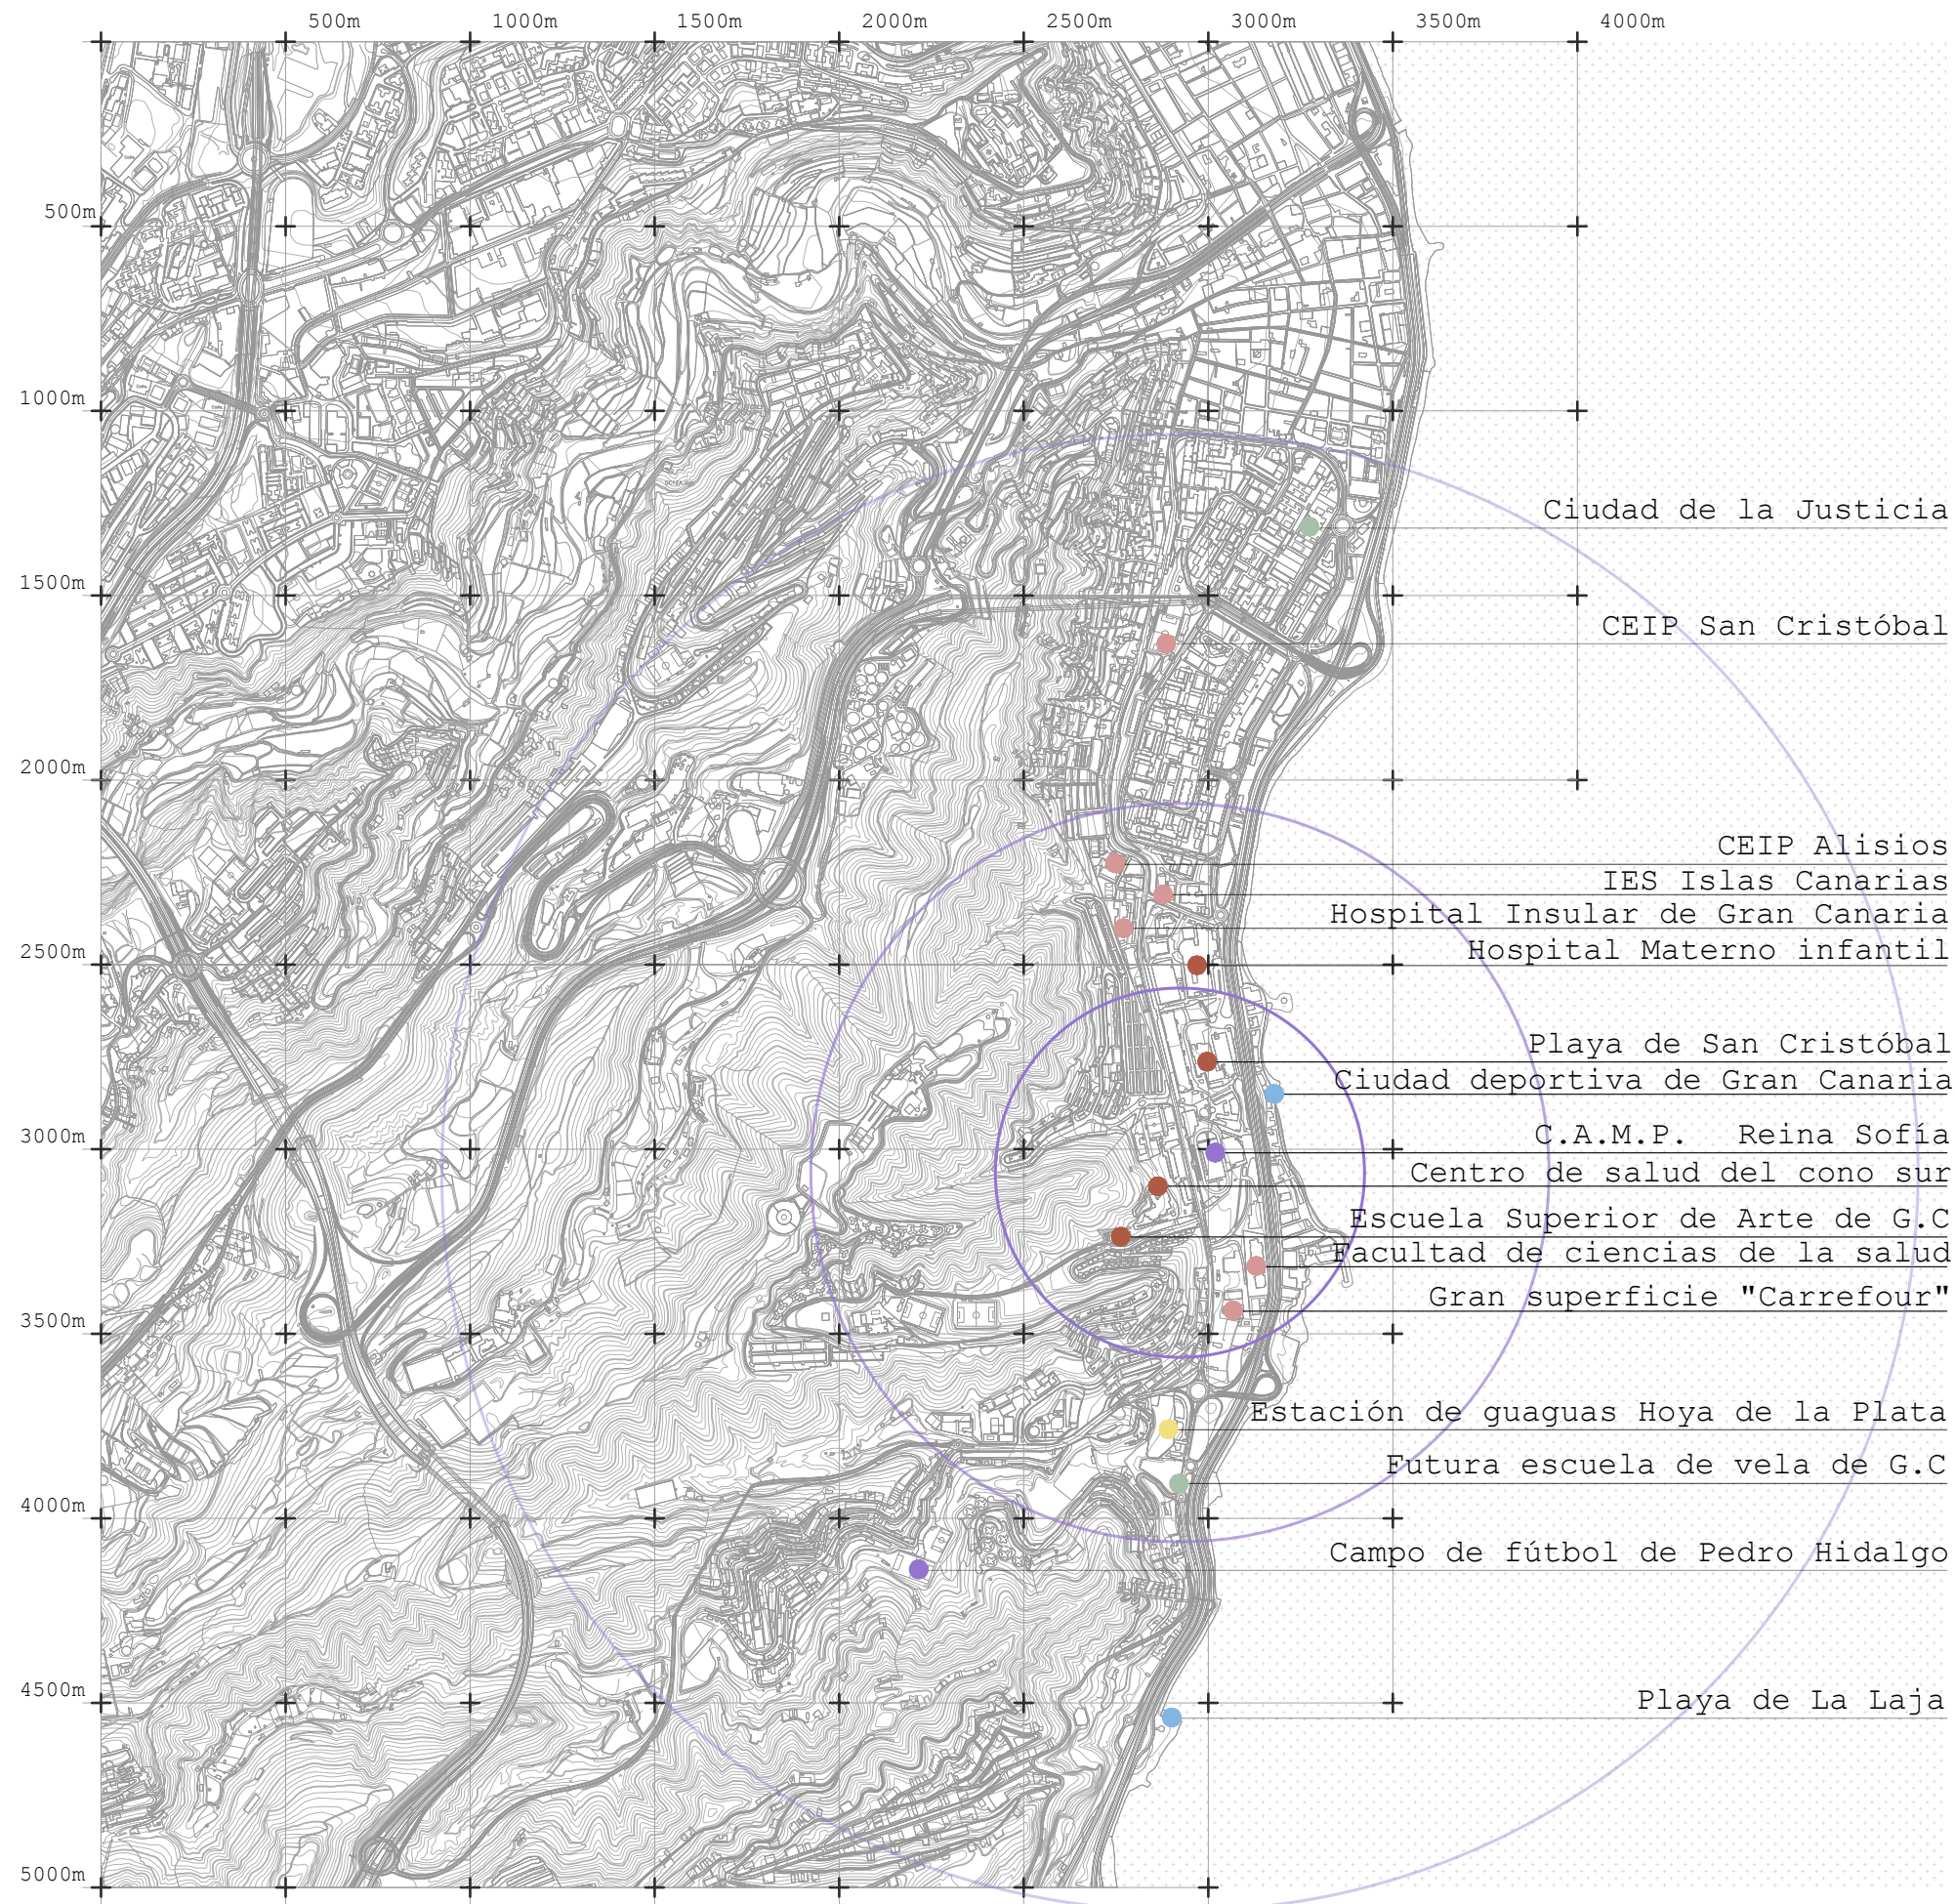 500m 1000m 1500m 2000m 2500m 3000m 3500m 4000m
500m
1000m
Ciudad de la Justicia
1500m
CEIP San Cristóbal
2000m
CEIP Alisios
IES Islas Canarias
Hospital Insular de Gran Canaria
2500m
Hospital Materno infantil
Playa de San Cristóbal
Ciudad deportiva de Gran Canaria
3000m
C.A.M.P. Reina Sofía
Centro de salud del cono sur
Escuela Superior de Arte de G.C
Facultad de ciencias de la salud
Gran superficie "Carrefour"
3500m
Estación de guaguas Hoya de la Plata
Futura escuela de vela de G.C
4000m
Campo de fútbol de Pedro Hidalgo
4500m
Playa de La Laja
5000m